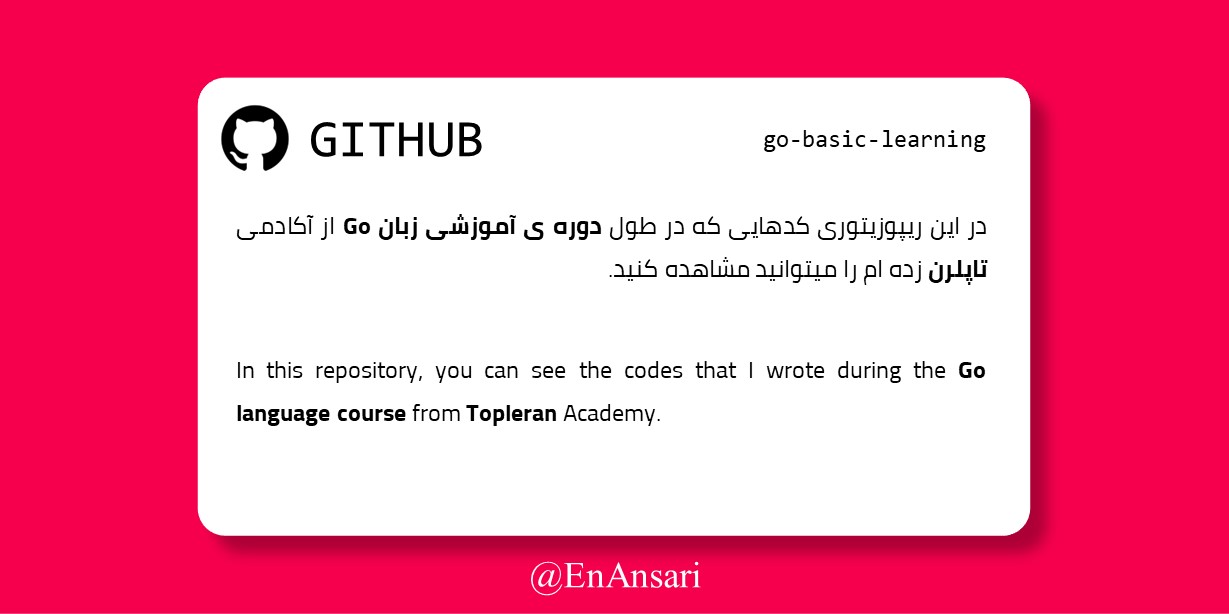 GITHUB
go-basic-learning
در این ریپوزیتوری کدهایی که در طول دوره ی آموزشی زبان Go از آکادمی
تاپلرن زده ام را میتوانید مشاهده کنید.
In this repository, you can see the codes that I wrote during the Go
language course from Topleran Academy.
@EnAnsari